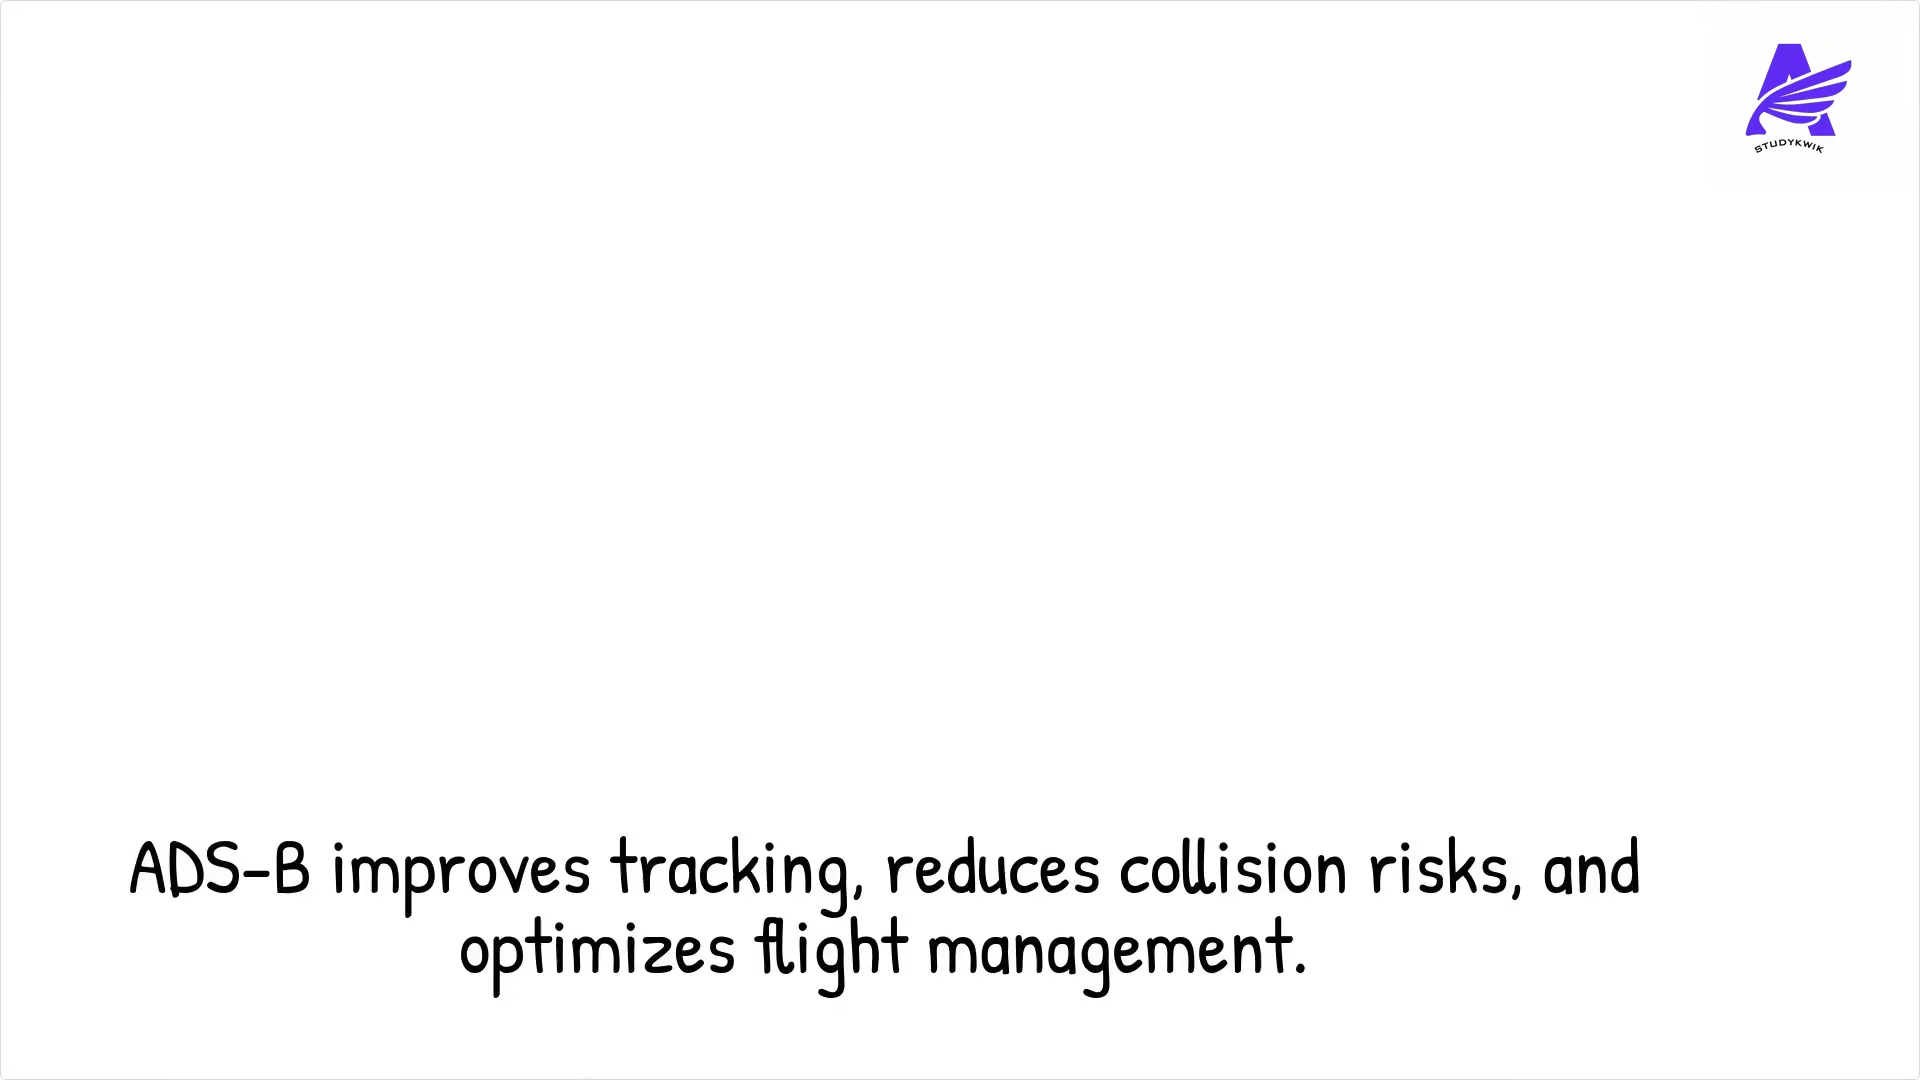 STUDYKWIK
ADS-B improves tracking, reduces collision risks, and
optimizes flight management.